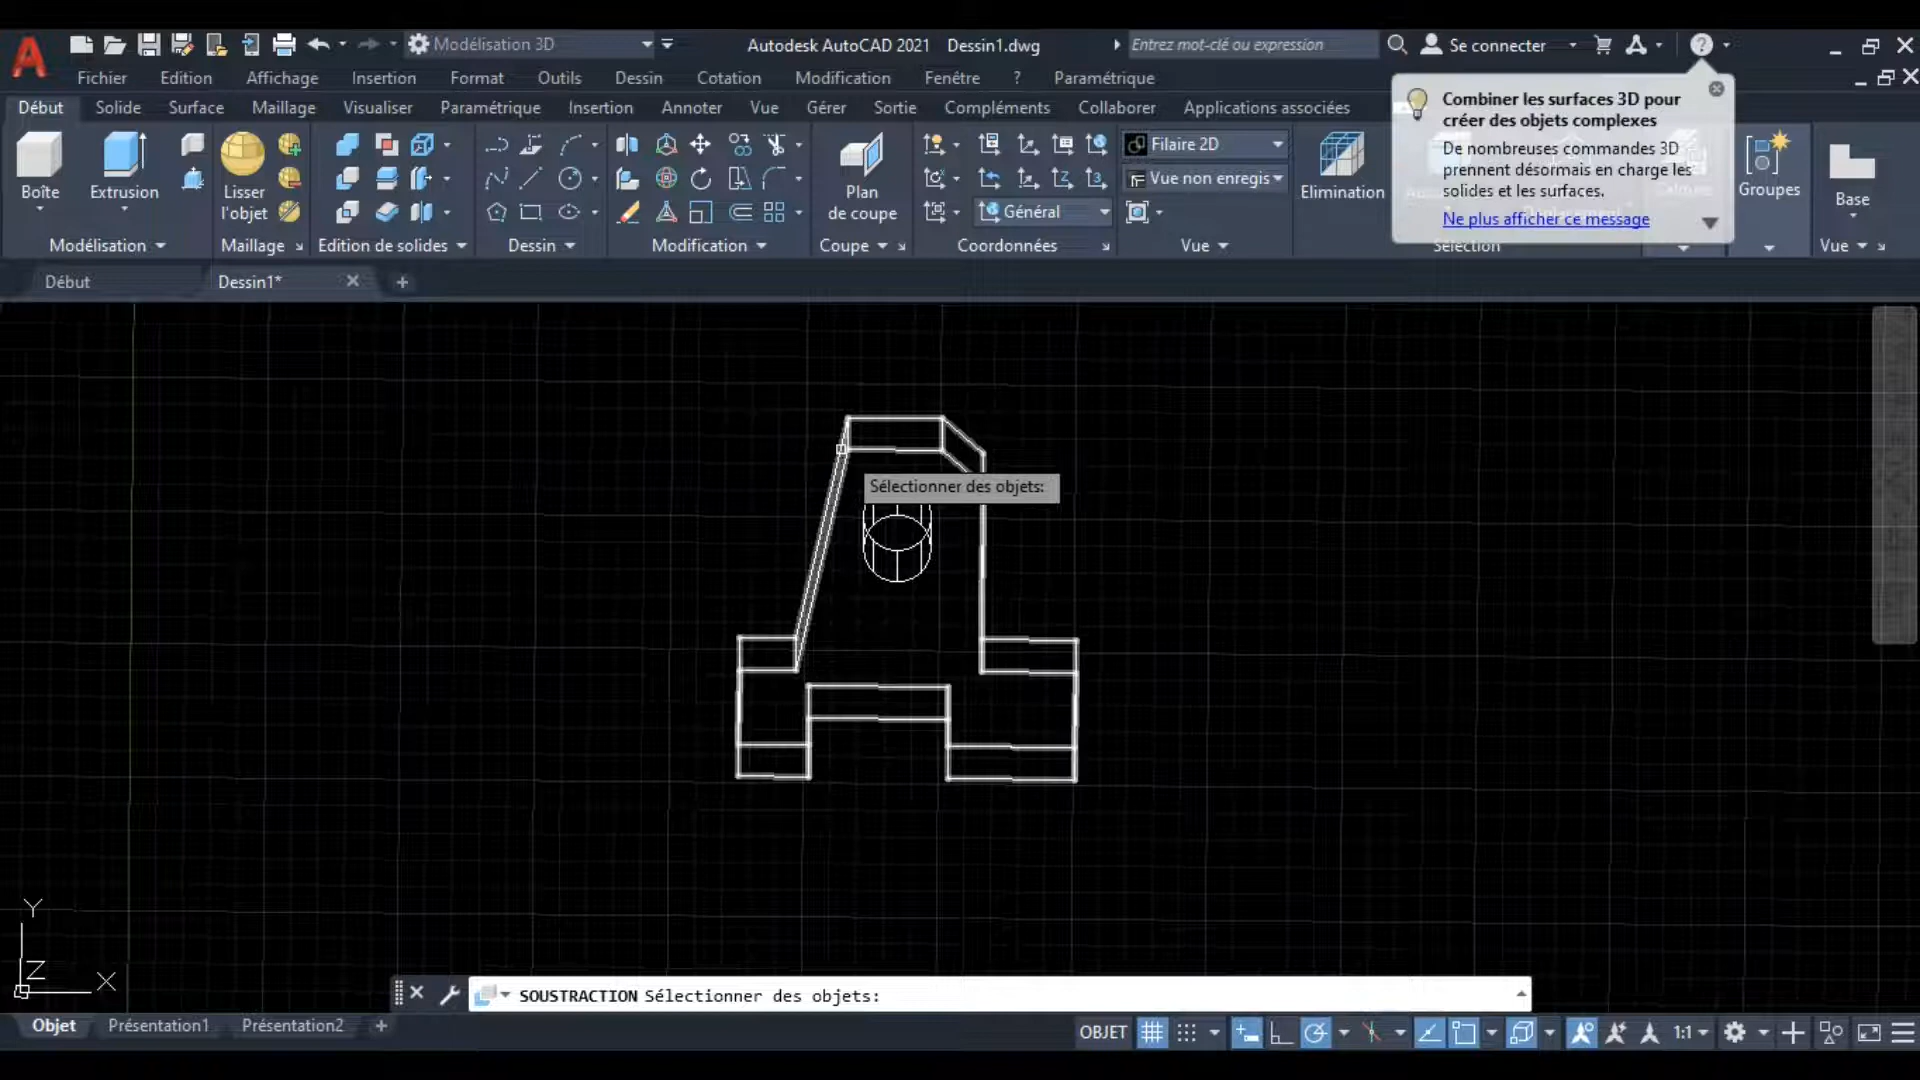 Modélisation 3D
Autodesk AutoCAD 2021 Dessin1.dwg
Entrez mot-clé ou expression
Se connecter
Fichier Edition Affichage Insertion Format Outils Dessin Cotation Modification Fenêtre ? Paramétrique
Début Solide Surface Maillage Visualiser Paramétrique Insertion Annoter Vue Gérer Sortie Compléments Collaborer Applications associées
Combiner les surfaces 3D pour
créer des objets complexes
De nombreuses commandes 3D
prennent désormais en charge les
solides et les surfaces.
Ne plus afficher ce message
Boîte
Extrusion
Lisser
l'objet
Plan
de coupe
Filaire 2D
Vue non enregis
Général
Elimination
Groupes
Base
Modélisation Maillage Edition de solides Dessin Modification Coupe Coordonnées Vue Sélection Vue
Début Dessin1*
Sélectionner des objets:
Y
Z
X
SOUSTRACTION Sélectionner des objets:
Objet Présentation1 Présentation2
OBJET
1:1